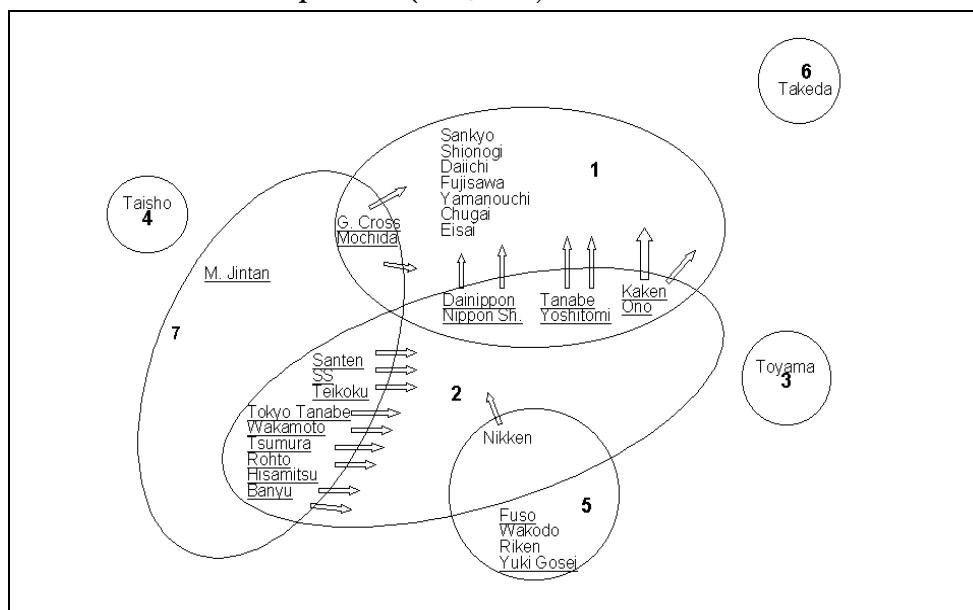 6
Takeda
Sankyo
Shionogi
Daiichi
Fujisawa
Yamanouchi
Chugai
Eisai
1
Taisho
4
G. Cross
Mochida
M. Jintan
Dainippon
Nippon Sh.
Tanabe
Yoshitomi
Kaken
Ono
7
Santen
SS
Teikoku
2
Toyama
3
Tokyo Tanabe
Wakamoto
Tsumura
Rohto
Hisamitsu
Banyu
Nikken
5
Fuso
Wakodo
Riken
Yuki Gosei